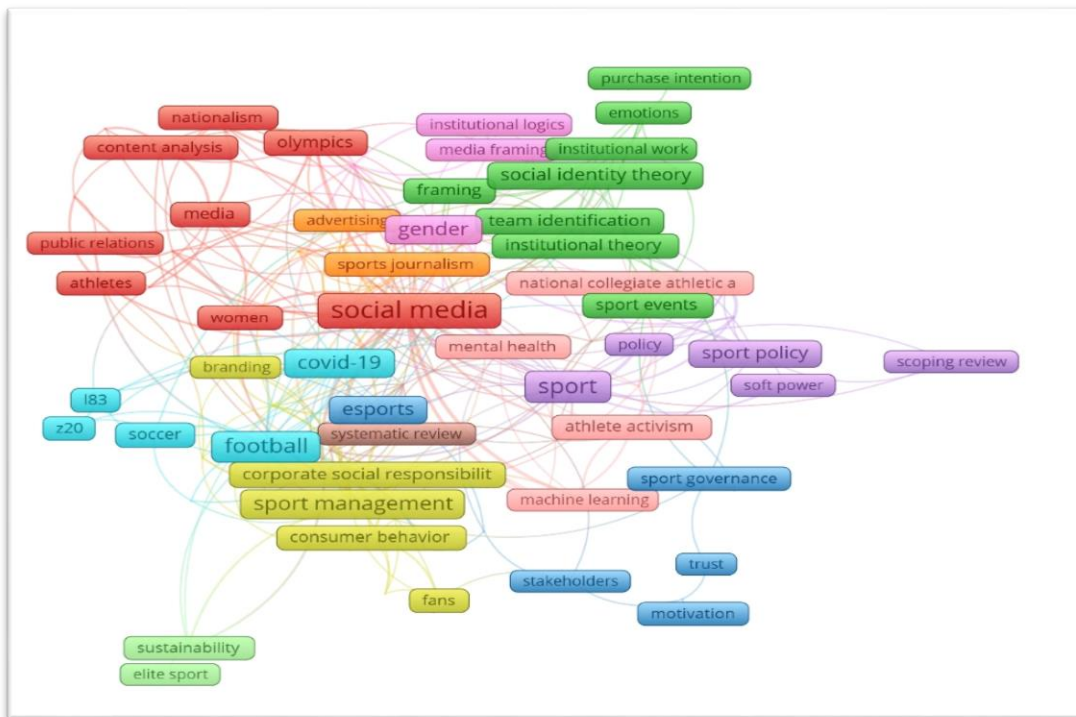 purchase intention
emotions
nationalism
institutional logics
olympics
content analysis
media framing
institutional work
social identity theory
framing
media
advertising
gender
team identification
public relations
institutional theory
sports journalism
athletes
national collegiate athletic a
sport events
social media
women
mental health
policy
sport policy
scoping review
branding
covid-19
sport
soft power
l83
esports
z20
soccer
systematic review
athlete activism
football
corporate social responsibilit
sport governance
sport management
machine learning
consumer behavior
trust
stakeholders
fans
motivation
sustainability
elite sport